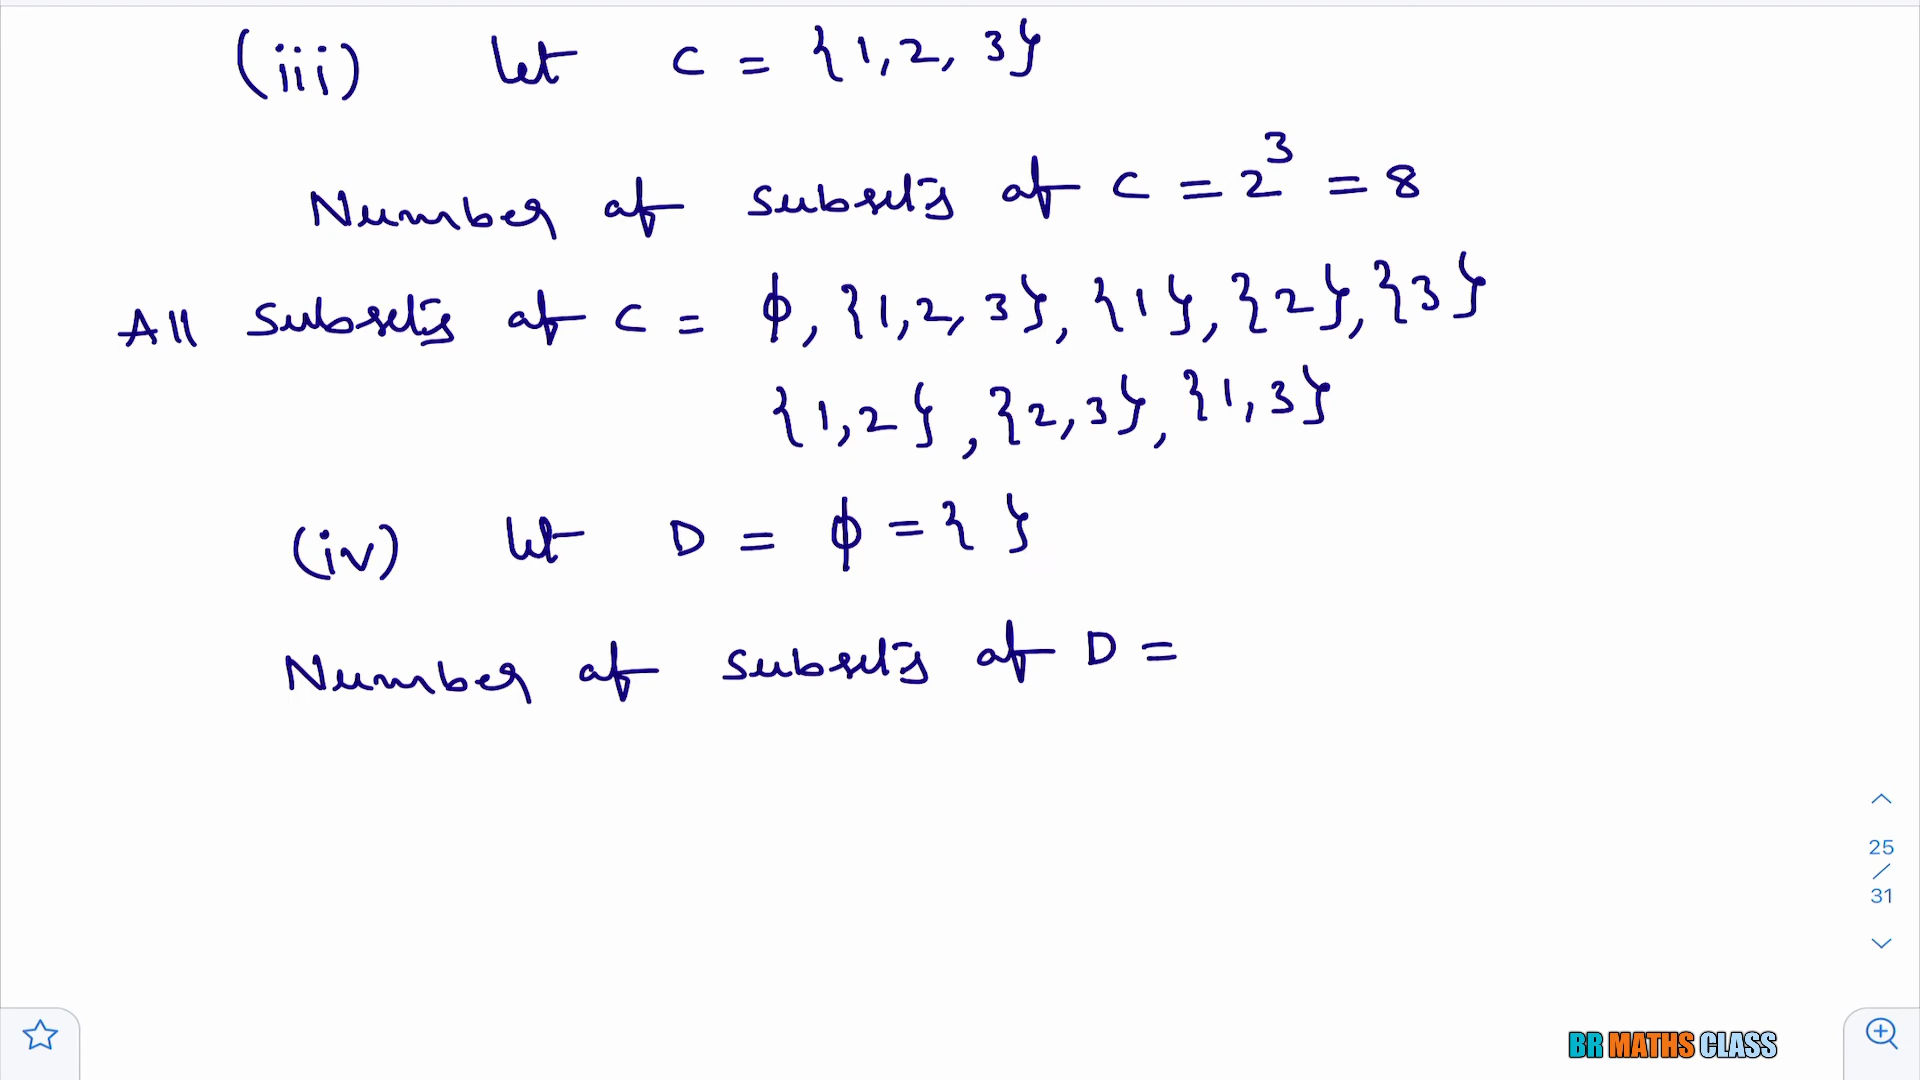 (iii) Let C = {1, 2, 3}
Number of subsets of C = 2³ = 8
All subsets of C = ϕ, {1, 2, 3}, {1}, {2}, {3}
{1, 2}, {2, 3}, {1, 3}
(iv) Let D = ϕ = { }
Number of subsets of D =
25
/
31
BR MATHS CLASS